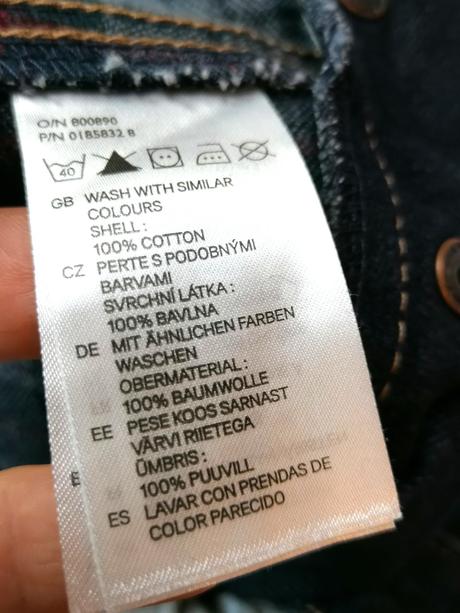 O/N 800890
P/N 0185832 8
40
GB WASH WITH SIMILAR
COLOURS
SHELL:
100% COTTON
CZ PERTE S PODOBNÝMI
BARVAMI
SVRCHNÍ LÁTKA:
100% BAVLNA
DE MIT ÄHNLICHEN FARBEN
WASCHEN
OBERMATERIAL:
100% BAUMWOLLE
EE PESE KOOS SARNAST
VÄRVI RIIETEGA
ÜMBRIS:
100% PUUVILL
ES LAVAR CON PRENDAS DE
COLOR PARECIDO